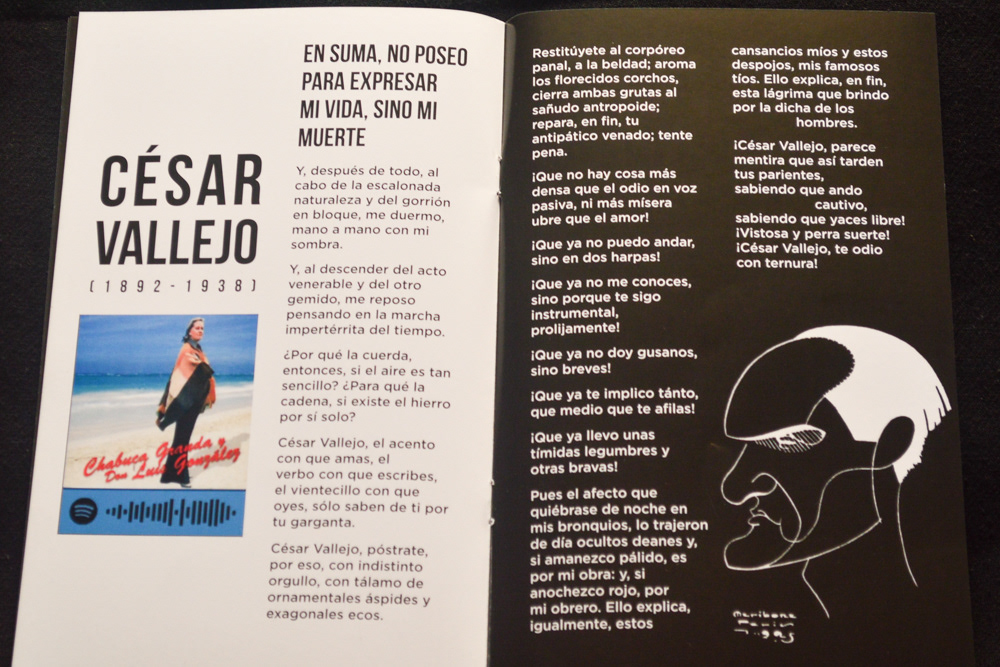 CÉSAR
VALLEJO
(1892-1938)
Chabuca Granda y
Don Luis González
EN SUMA, NO POSEO
PARA EXPRESAR
MI VIDA, SINO MI
MUERTE
Y, después de todo, al
cabo de la escalonada
naturaleza y del gorrión
en bloque, me duermo,
mano a mano con mi
sombra.
Y, al descender del acto
venerable y del otro
gemido, me reposo
pensando en la marcha
impertérrita del tiempo.
¿Por qué la cuerda,
entonces, si el aire es tan
sencillo? ¿Para qué la
cadena, si existe el hierro
por sí solo?
César Vallejo, el acento
con que amas, el
verbo con que escribes,
el vientecillo con que
oyes, sólo saben de ti por
tu garganta.
César Vallejo, póstrate,
por eso, con indistinto
orgullo, con tálamo de
ornamentales áspides y
exagonales ecos.
Restitúyete al corpóreo
panal, a la beldad; aroma
los florecidos corchos,
cierra ambas grutas al
sañudo antropoide;
repara, en fin, tu
antipático venado; tente
pena.
¡Que no hay cosa más
densa que el odio en voz
pasiva, ni más mísera
ubre que el amor!
¡Que ya no puedo andar,
sino en dos harpas!
¡Que ya no me conoces,
sino porque te sigo
instrumental,
prolijamente!
¡Que ya no doy gusanos,
sino breves!
¡Que ya te implico tánto,
que medio que te afilas!
¡Que ya llevo unas
tímidas legumbres y
otras bravas!
Pues el afecto que
quiébrase de noche en
mis bronquios, lo trajeron
de día ocultos deanes y,
si amanezco pálido, es
por mi obra: y, si
anochezco rojo, por
mi obrero. Ello explica,
igualmente, estos
cansancios míos y estos
despojos, mis famosos
tíos. Ello explica, en fin,
esta lágrima que brindo
por la dicha de los
hombres.
¡César Vallejo, parece
mentira que así tarden
tus parientes,
sabiendo que ando
cautivo,
sabiendo que yaces libre!
¡Vistosa y perra suerte!
¡César Vallejo, te odio
con ternura!